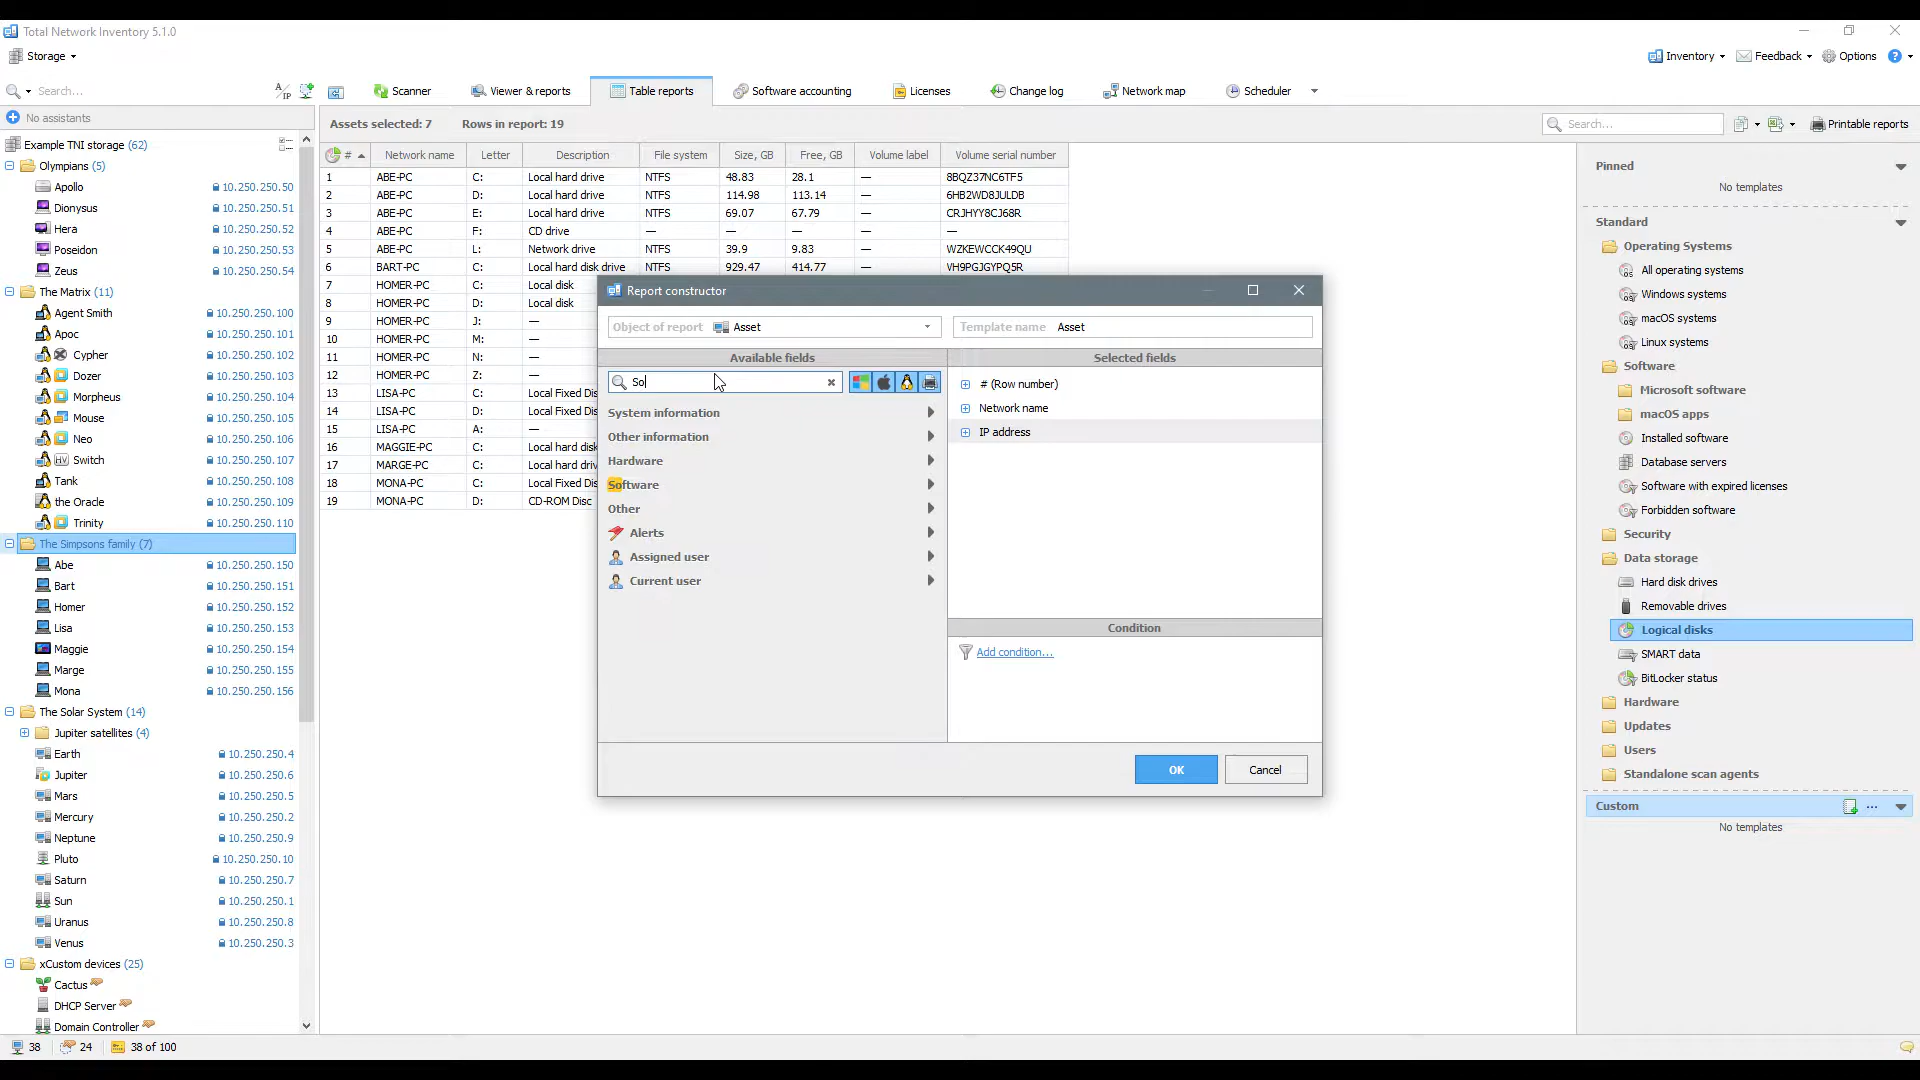 Total Network Inventory 5.1.0
Storage
Inventory Feedback Options ?
Search... A/IP
Scanner Viewer & reports Table reports Software accounting Licenses Change log Network map Scheduler
No assistants
Assets selected: 7 Rows in report: 19 Search... Printable reports
Example TNI storage (62)
Olympians (5)
Apollo 10.250.250.50
Dionysus 10.250.250.51
Hera 10.250.250.52
Poseidon 10.250.250.53
Zeus 10.250.250.54
The Matrix (11)
Agent Smith 10.250.250.100
Apoc 10.250.250.101
Cypher 10.250.250.102
Dozer 10.250.250.103
Morpheus 10.250.250.104
Mouse 10.250.250.105
Neo 10.250.250.106
HV Switch 10.250.250.107
Tank 10.250.250.108
the Oracle 10.250.250.109
Trinity 10.250.250.110
The Simpsons family (7)
Abe 10.250.250.150
Bart 10.250.250.151
Homer 10.250.250.152
Lisa 10.250.250.153
Maggie 10.250.250.154
Marge 10.250.250.155
Mona 10.250.250.156
The Solar System (14)
Jupiter satellites (4)
Earth 10.250.250.4
Jupiter 10.250.250.6
Mars 10.250.250.5
Mercury 10.250.250.2
Neptune 10.250.250.9
Pluto 10.250.250.10
Saturn 10.250.250.7
Sun 10.250.250.1
Uranus 10.250.250.8
Venus 10.250.250.3
xCustom devices (25)
Cactus
DHCP Server
Domain Controller
38 24 38 of 100
# Network name Letter Description File system Size, GB Free, GB Volume label Volume serial number
1 ABE-PC C: Local hard drive NTFS 48.83 28.1 — 8BQZ37NC6TF5
2 ABE-PC D: Local hard drive NTFS 114.98 113.14 — 6HB2WD8JULDB
3 ABE-PC E: Local hard drive NTFS 69.07 67.79 — CRJHYY8CJ68R
4 ABE-PC F: CD drive — — — — —
5 ABE-PC L: Network drive NTFS 39.9 9.83 — WZKEWCCK49QU
6 BART-PC C: Local hard disk drive NTFS 929.47 414.77 — VH9PGJGYPQ5R
7 HOMER-PC C: Local disk
8 HOMER-PC D: Local disk
9 HOMER-PC J: —
10 HOMER-PC M: —
11 HOMER-PC N: —
12 HOMER-PC Z: —
13 LISA-PC C: Local Fixed Dis
14 LISA-PC D: Local Fixed Dis
15 LISA-PC A: —
16 MAGGIE-PC C: Local hard disk
17 MARGE-PC C: Local hard driv
18 MONA-PC C: Local Fixed Dis
19 MONA-PC D: CD-ROM Disc
Report constructor
Object of report Asset Template name Asset
Available fields
So
System information
Other information
Hardware
Software
Other
Alerts
Assigned user
Current user
Selected fields
# (Row number)
Network name
IP address
Condition
Add condition...
OK Cancel
Pinned
No templates
Standard
Operating Systems
All operating systems
Windows systems
macOS systems
Linux systems
Software
Microsoft software
macOS apps
Installed software
Database servers
Software with expired licenses
Forbidden software
Security
Data storage
Hard disk drives
Removable drives
Logical disks
SMART data
BitLocker status
Hardware
Updates
Users
Standalone scan agents
Custom ...
No templates